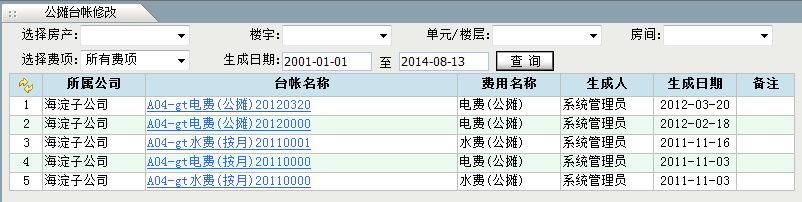 公摊台帐修改
选择房产: 楼宇: 单元/楼层: 房间:
选择费项: 所有费项 生成日期: 2001-01-01 至 2014-08-13 查 询
所属公司 台帐名称 费用名称 生成人 生成日期 备注
1 海淀子公司 A04-gt电费(公摊)20120320 电费(公摊) 系统管理员 2012-03-20
2 海淀子公司 A04-gt电费(公摊)20120000 电费(公摊) 系统管理员 2012-02-18
3 海淀子公司 A04-gt水费(按月)20110001 水费(公摊) 系统管理员 2011-11-16
4 海淀子公司 A04-gt电费(按月)20110000 电费(公摊) 系统管理员 2011-11-03
5 海淀子公司 A04-gt水费(按月)20110000 水费(公摊) 系统管理员 2011-11-03